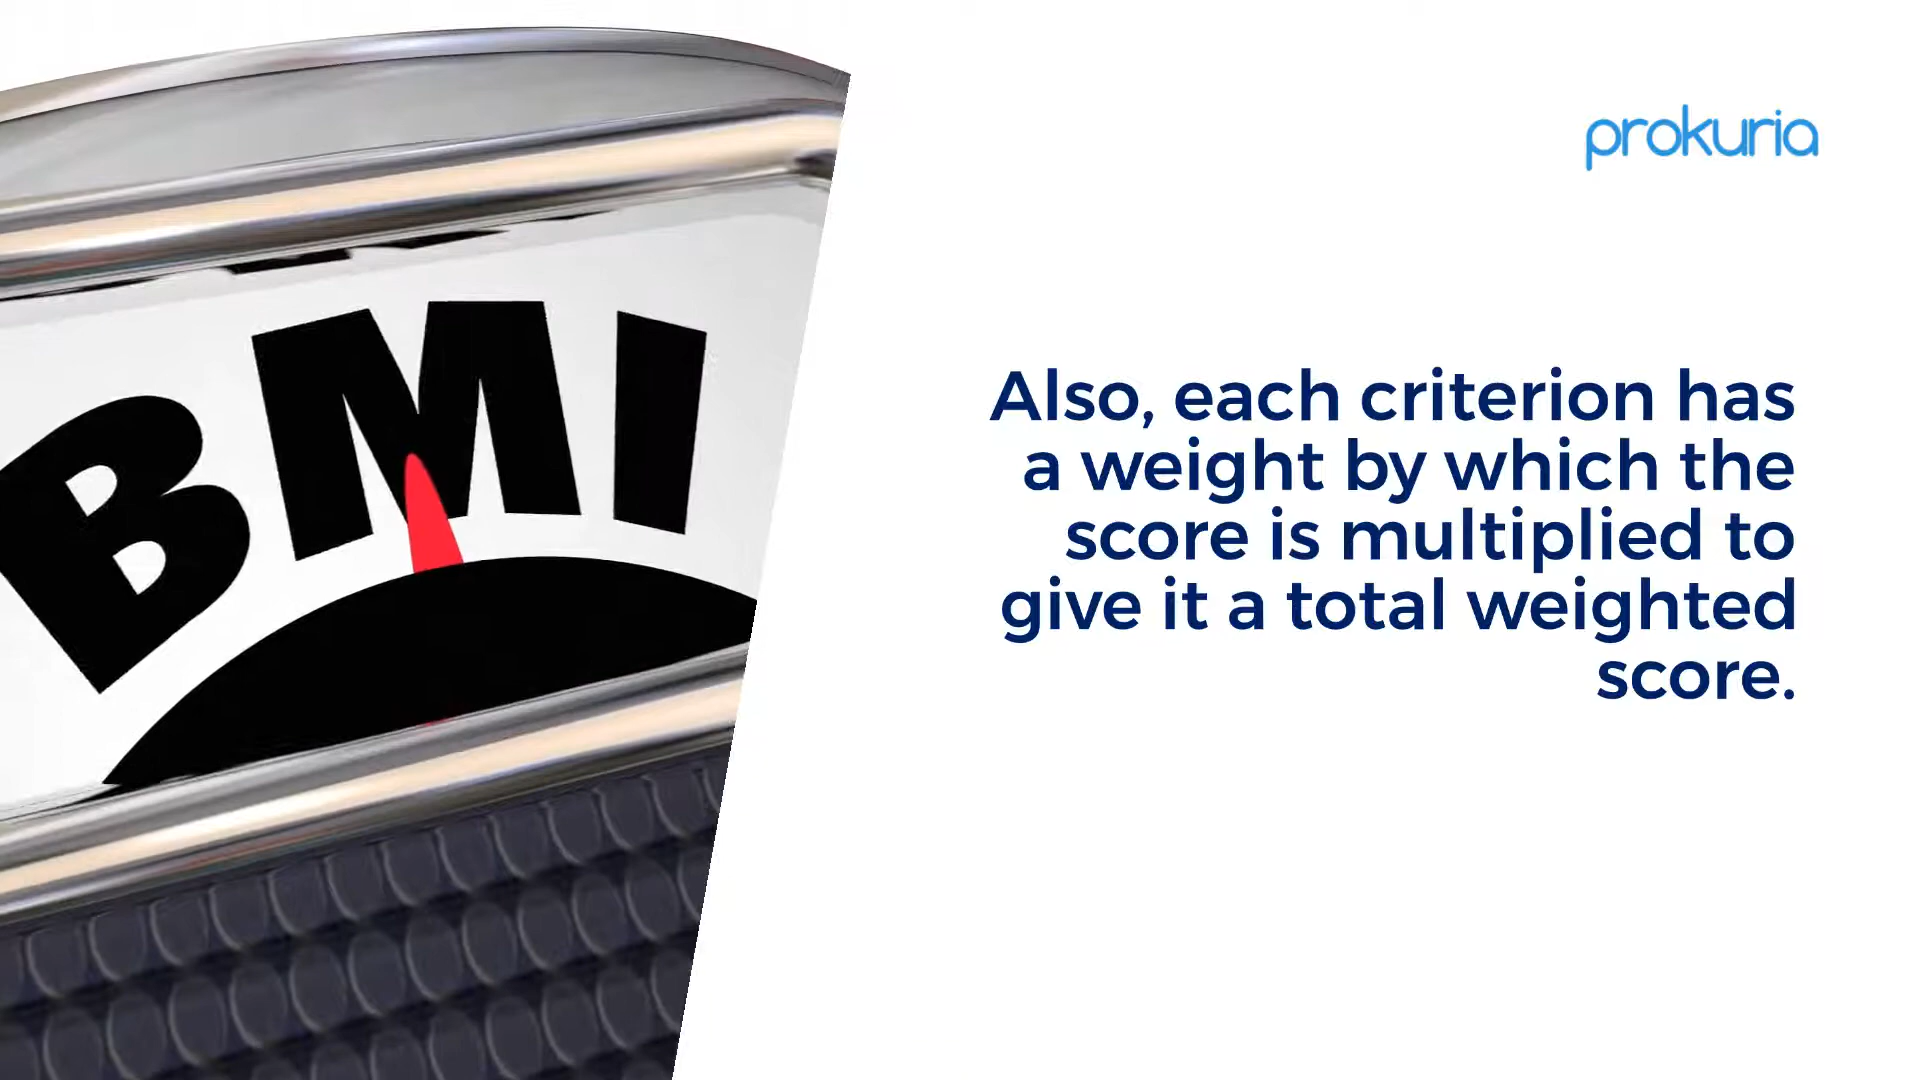 BMI
prokuria
Also, each criterion has
a weight by which the
score is multiplied to
give it a total weighted
score.